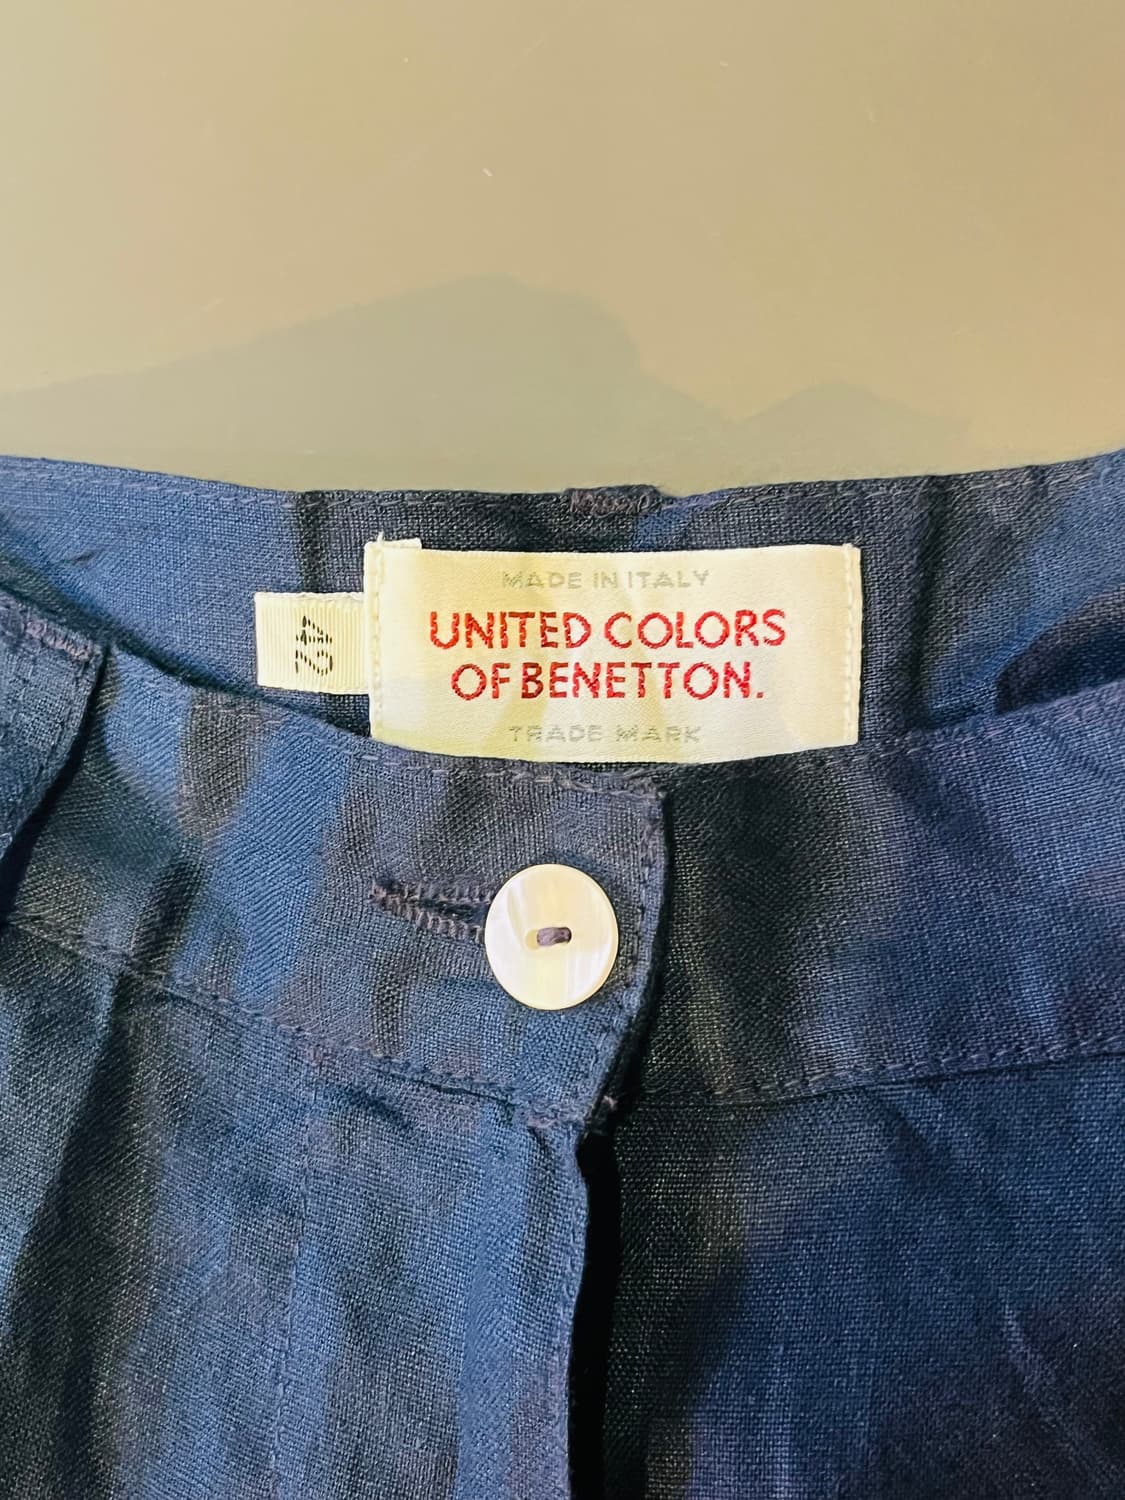 MADE IN ITALY
UNITED COLORS
OF BENETTON.
TRADE MARK
42